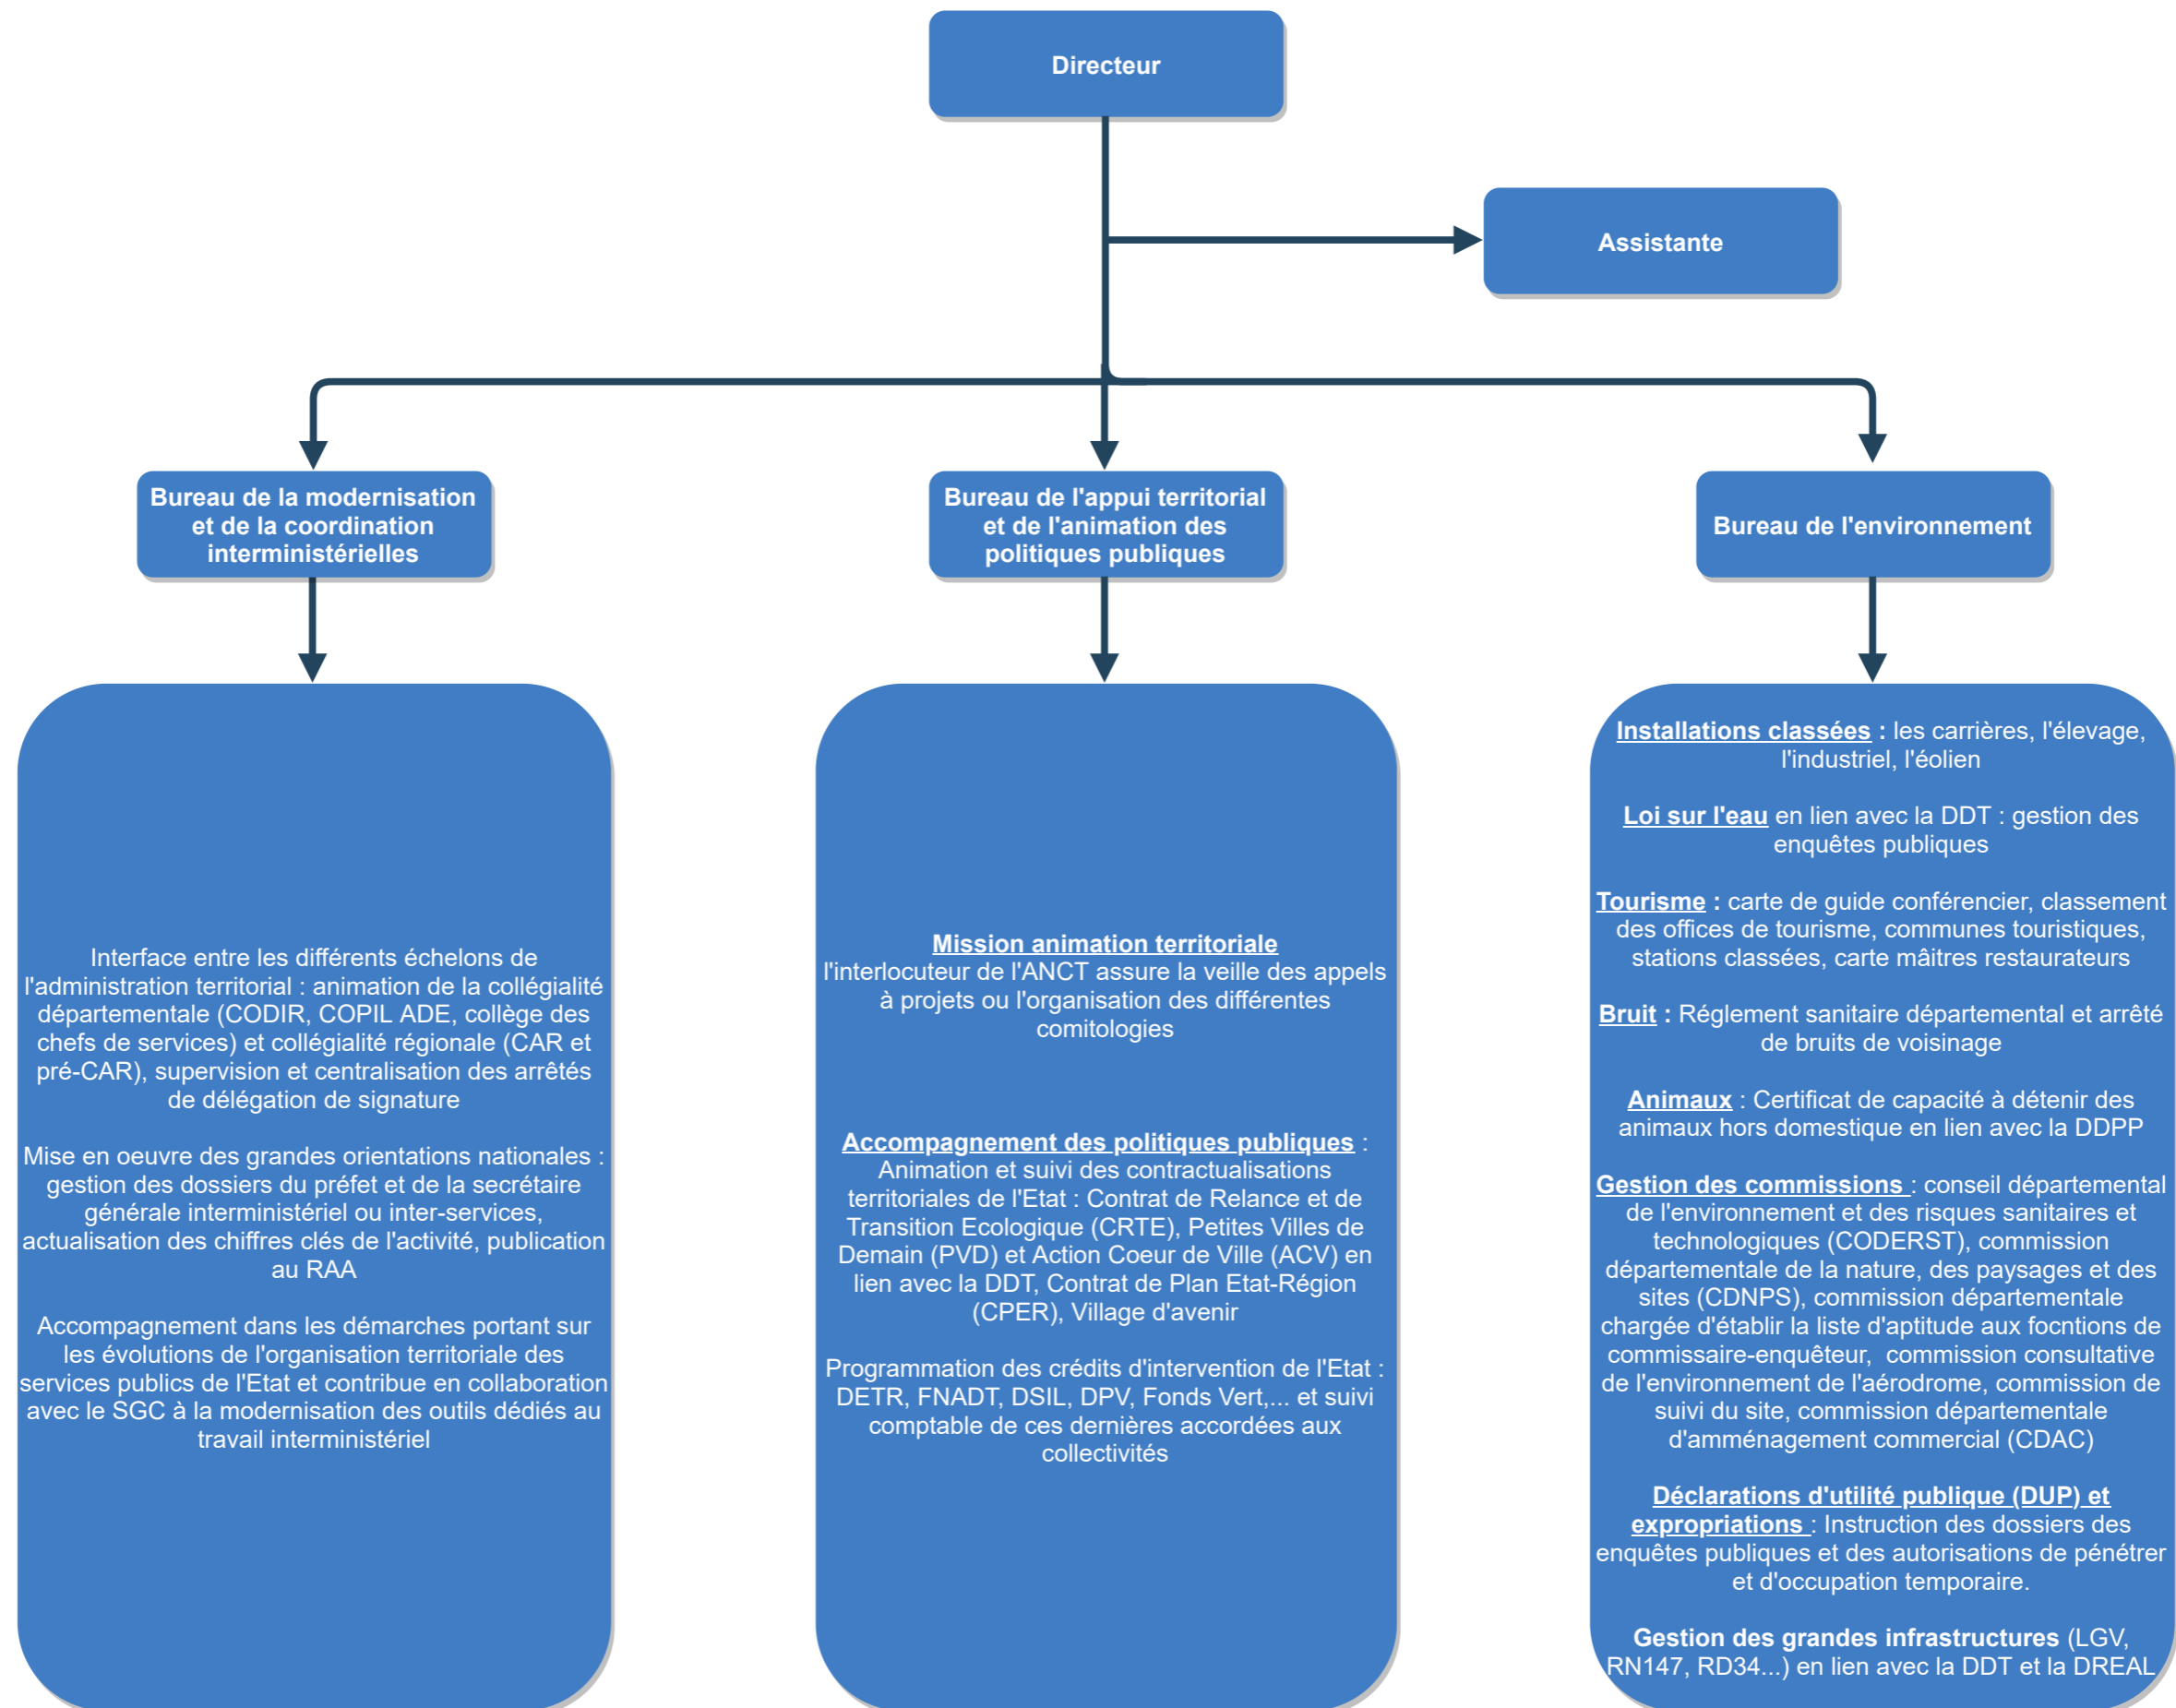 Directeur
Assistante
Bureau de la modernisation
et de la coordination
interministérielles
Bureau de l'appui territorial
et de l'animation des
politiques publiques
Bureau de l'environnement
Interface entre les différents échelons de
l'administration territorial : animation de la collégialité
départementale (CODIR, COPIL ADE, collège des
chefs de services) et collégialité régionale (CAR et
pré-CAR), supervision et centralisation des arrêtés
de délégation de signature
Mise en oeuvre des grandes orientations nationales :
gestion des dossiers du préfet et de la secrétaire
générale interministériel ou inter-services,
actualisation des chiffres clés de l'activité, publication
au RAA
Accompagnement dans les démarches portant sur
les évolutions de l'organisation territoriale des
services publics de l'Etat et contribue en collaboration
avec le SGC à la modernisation des outils dédiés au
travail interministériel
Mission animation territoriale
l'interlocuteur de l'ANCT assure la veille des appels
à projets ou l'organisation des différentes
comitologies
Accompagnement des politiques publiques :
Animation et suivi des contractualisations
territoriales de l'Etat : Contrat de Relance et de
Transition Ecologique (CRTE), Petites Villes de
Demain (PVD) et Action Coeur de Ville (ACV) en
lien avec la DDT, Contrat de Plan Etat-Région
(CPER), Village d'avenir
Programmation des crédits d'intervention de l'Etat :
DETR, FNADT, DSIL, DPV, Fonds Vert,... et suivi
comptable de ces dernières accordées aux
collectivités
Installations classées : les carrières, l'élevage,
l'industriel, l'éolien
Loi sur l'eau en lien avec la DDT : gestion des
enquêtes publiques
Tourisme : carte de guide conférencier, classement
des offices de tourisme, communes touristiques,
stations classées, carte mâitres restaurateurs
Bruit : Réglement sanitaire départemental et arrêté
de bruits de voisinage
Animaux : Certificat de capacité à détenir des
animaux hors domestique en lien avec la DDPP
Gestion des commissions : conseil départemental
de l'environnement et des risques sanitaires et
technologiques (CODERST), commission
départementale de la nature, des paysages et des
sites (CDNPS), commission départementale
chargée d'établir la liste d'aptitude aux focntions de
commissaire-enquêteur,  commission consultative
de l'environnement de l'aérodrome, commission de
suivi du site, commission départementale
d'amménagement commercial (CDAC)
Déclarations d'utilité publique (DUP) et
expropriations : Instruction des dossiers des
enquêtes publiques et des autorisations de pénétrer
et d'occupation temporaire.
Gestion des grandes infrastructures (LGV,
RN147, RD34...) en lien avec la DDT et la DREAL